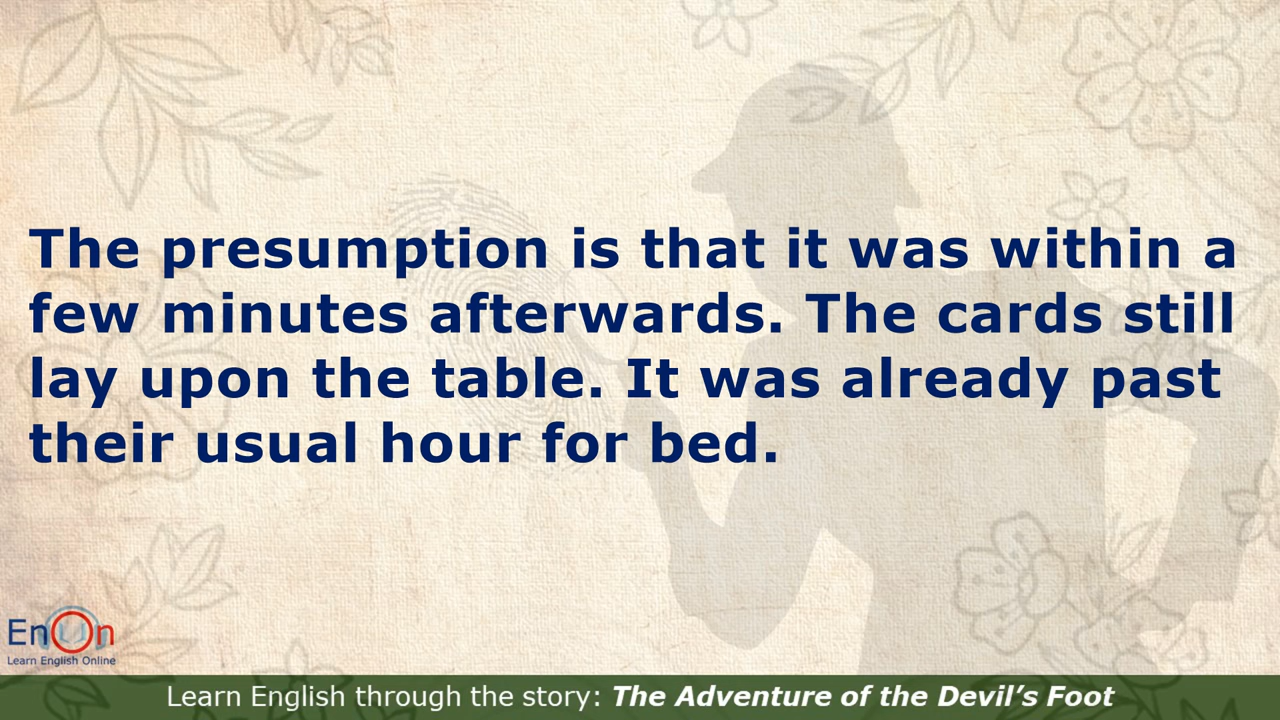 The presumption is that it was within a
few minutes afterwards. The cards still
lay upon the table. It was already past
their usual hour for bed.
EnOn
Learn English Online
Learn English through the story: The Adventure of the Devil’s Foot